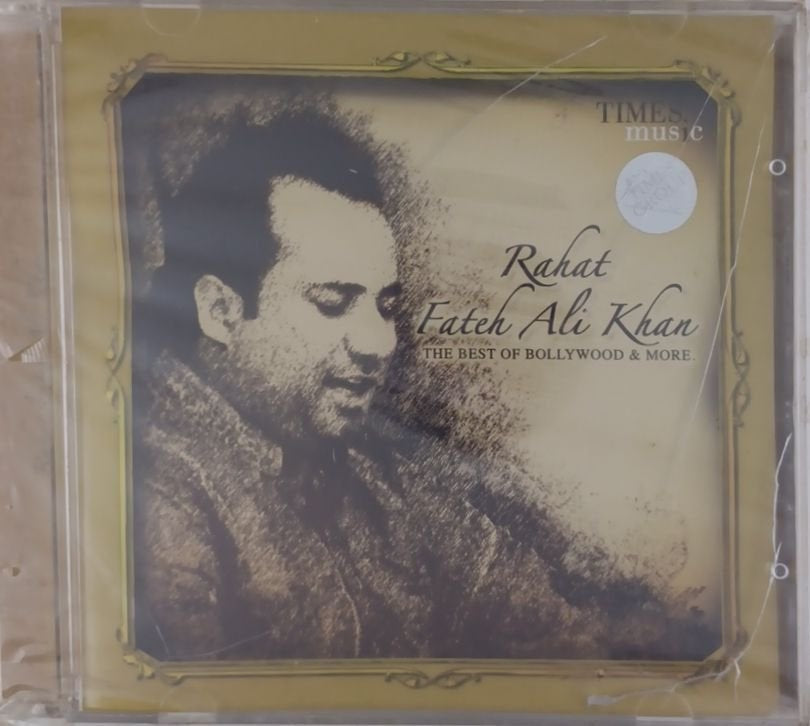 TIMES
music
Rahat
Fateh Ali Khan
THE BEST OF BOLLYWOOD & MORE.